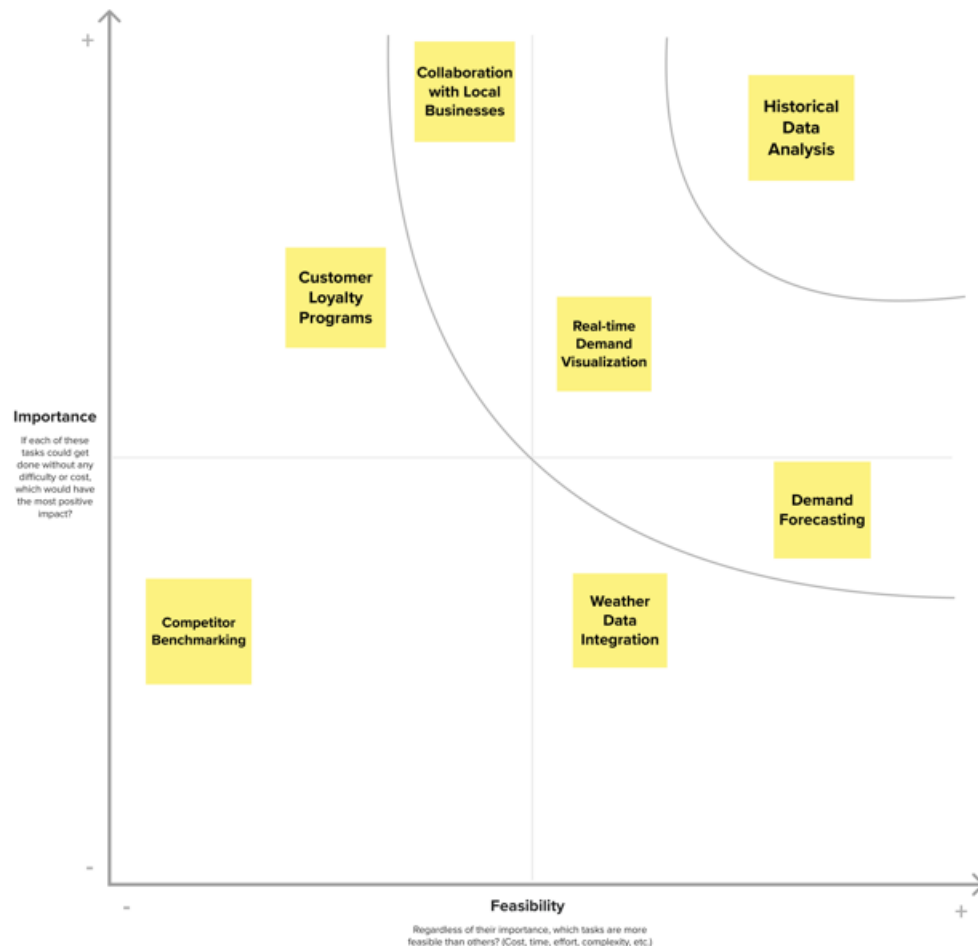 +
Collaboration
with Local
Businesses
Historical
Data
Analysis
Customer
Loyalty
Programs
Real-time
Demand
Visualization
Importance
If each of these
tasks could get
done without any
difficulty or cost,
which would have
the most positive
impact?
Demand
Forecasting
Competitor
Benchmarking
Weather
Data
Integration
-
-
Feasibility
+
Regardless of their importance, which tasks are more
feasible than others? (Cost, time, effort, complexity, etc.)